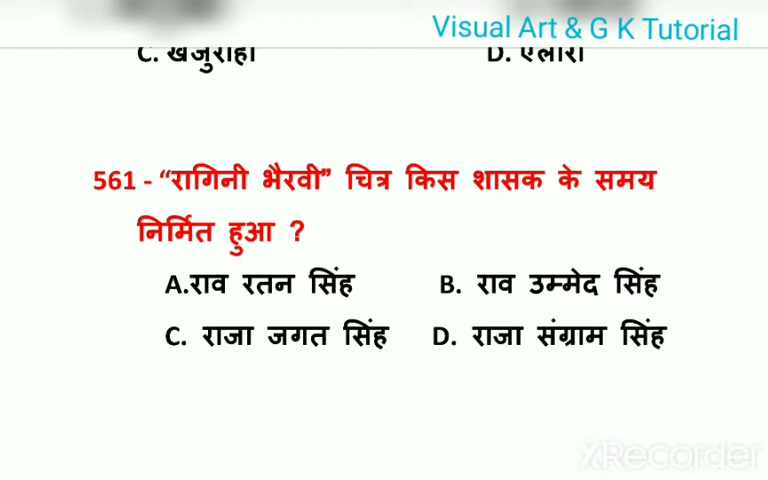 Visual Art & G K Tutorial
C. खजुराहो D. एलोरा
561 - “रागिनी भैरवी” चित्र किस शासक के समय
निर्मित हुआ ?
A.राव रतन सिंह B. राव उम्मेद सिंह
C. राजा जगत सिंह D. राजा संग्राम सिंह
XRecorder